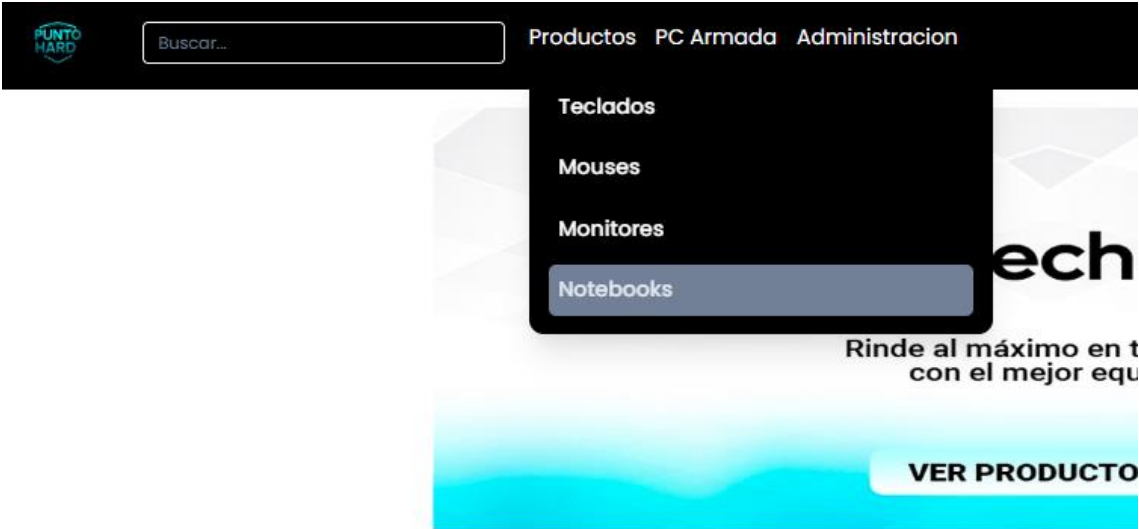 PUNTO
HARD
Buscar...
Productos PC Armada Administracion
Teclados
Mouses
Monitores
ech
Notebooks
Rinde al máximo en t
con el mejor equ
VER PRODUCTO